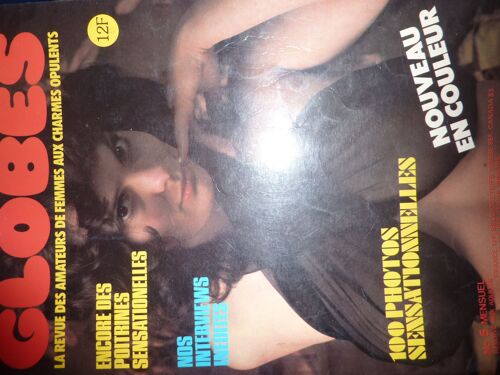 GLOBES
LA REVUE DES AMATEURS DE FEMMES AUX CHARMES OPULENTS
12F
ENCORE DES
POITRINES
SENSATIONNELLES
NOS
INTERVIEWS
INEDITES
100 PHOTOS
SENSATIONNELLES
NOUVEAU
EN COULEUR
N° 5 MENSUEL